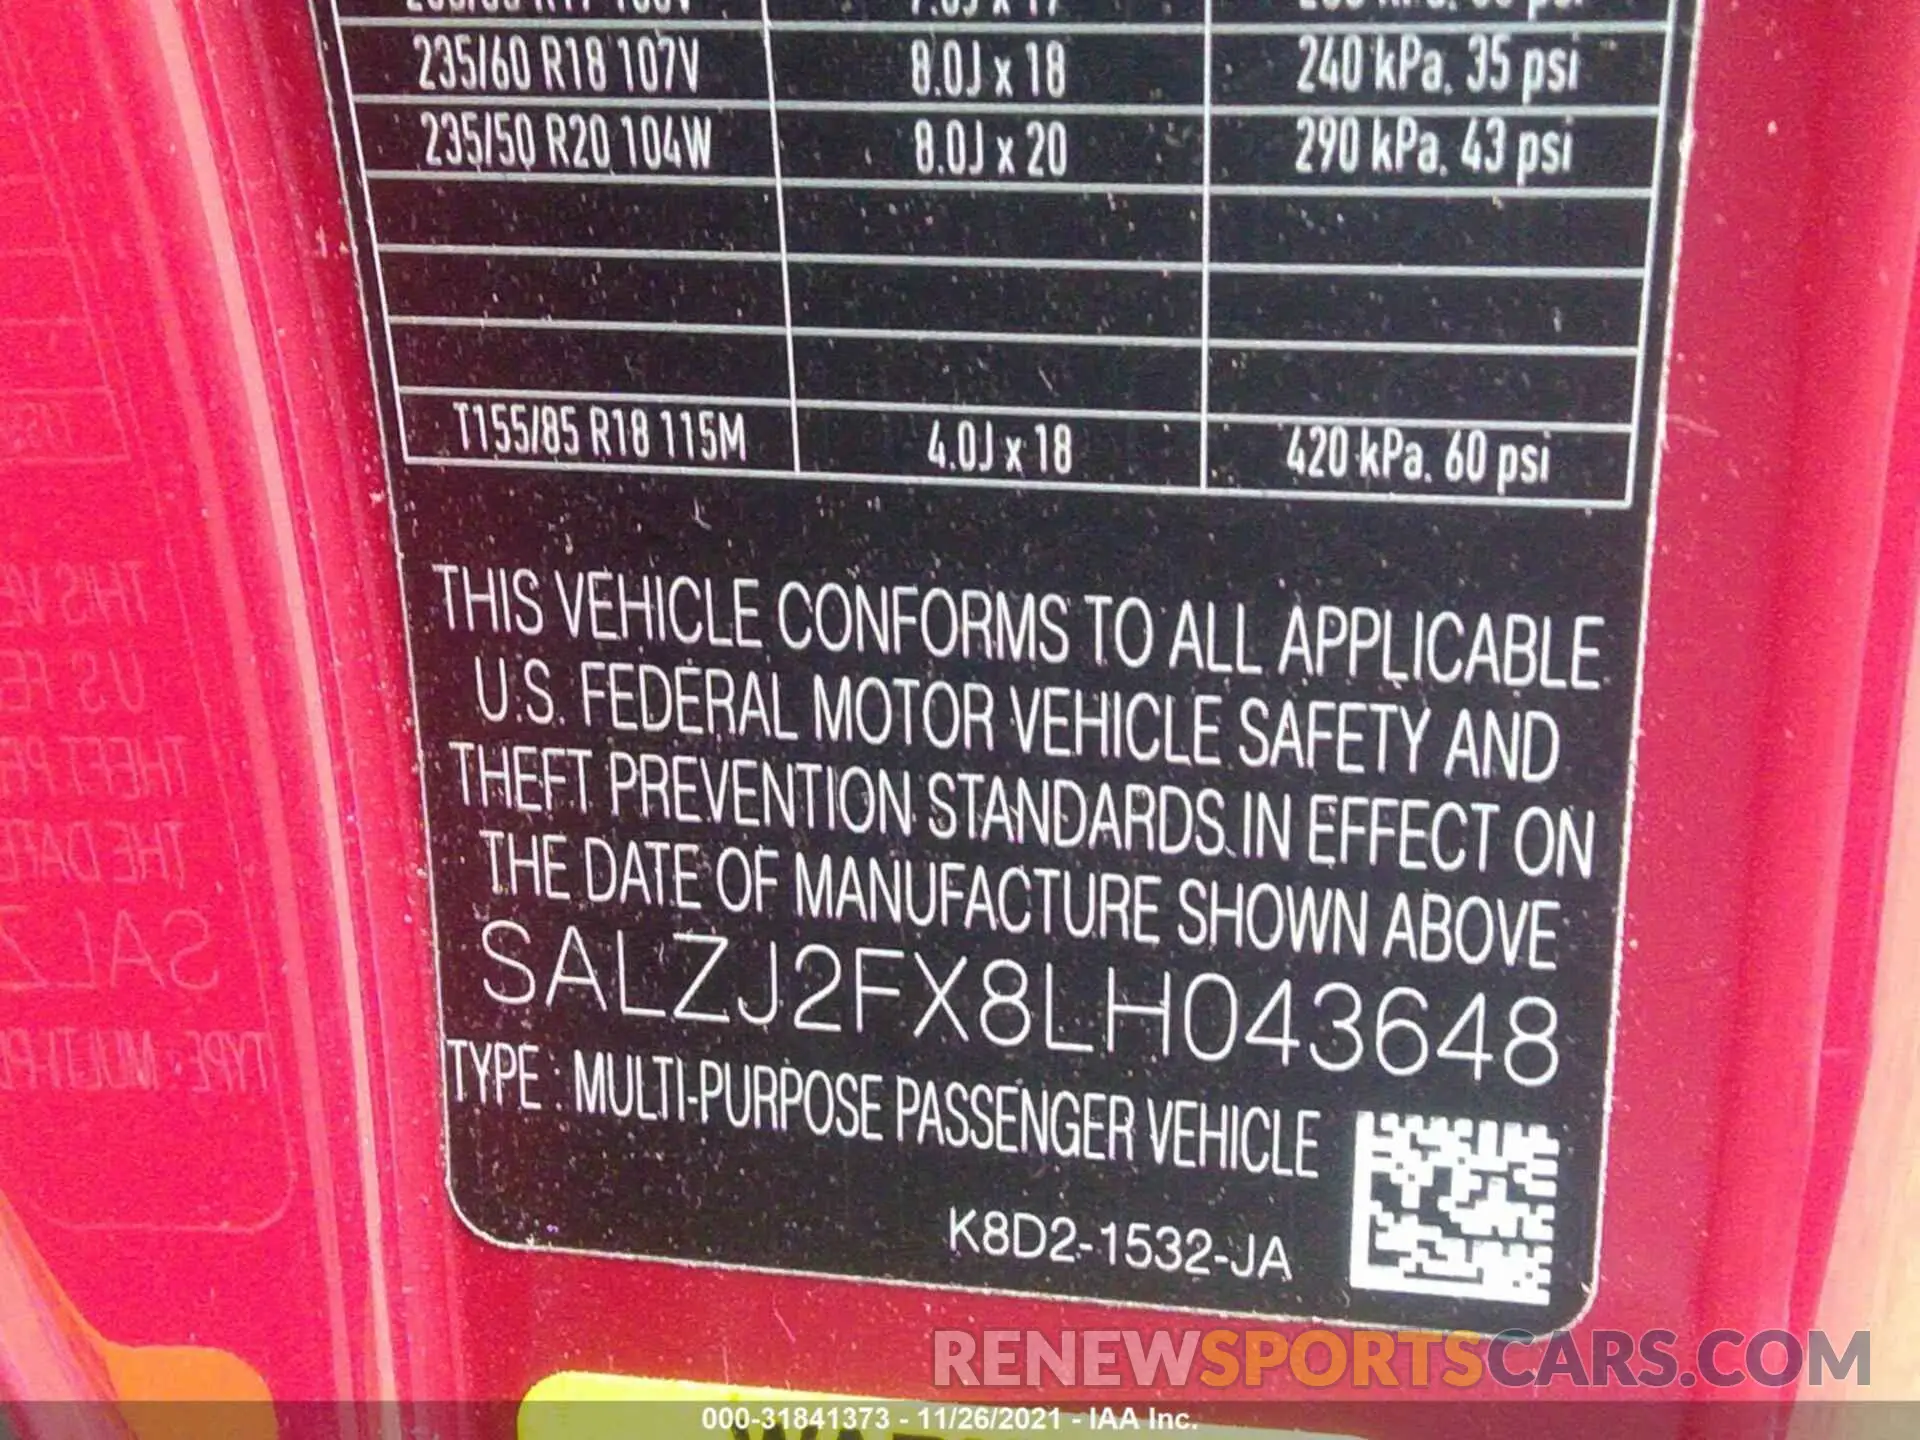 235/60 R18 107V 8.0J x 18 240 kPa. 35 psi
235/50 R20 104W 8.0J x 20 290 kPa. 43 psi
T155/85 R18 115M 4.0J x 18 420 kPa. 60 psi
THIS VEHICLE CONFORMS TO ALL APPLICABLE
U.S. FEDERAL MOTOR VEHICLE SAFETY AND
THEFT PREVENTION STANDARDS IN EFFECT ON
THE DATE OF MANUFACTURE SHOWN ABOVE
SALZJ2FX8LH043648
TYPE : MULTI-PURPOSE PASSENGER VEHICLE
K8D2-1532-JA
RENEWSPORTSCARS.COM
000-31841373 - 11/26/2021 - IAA Inc.